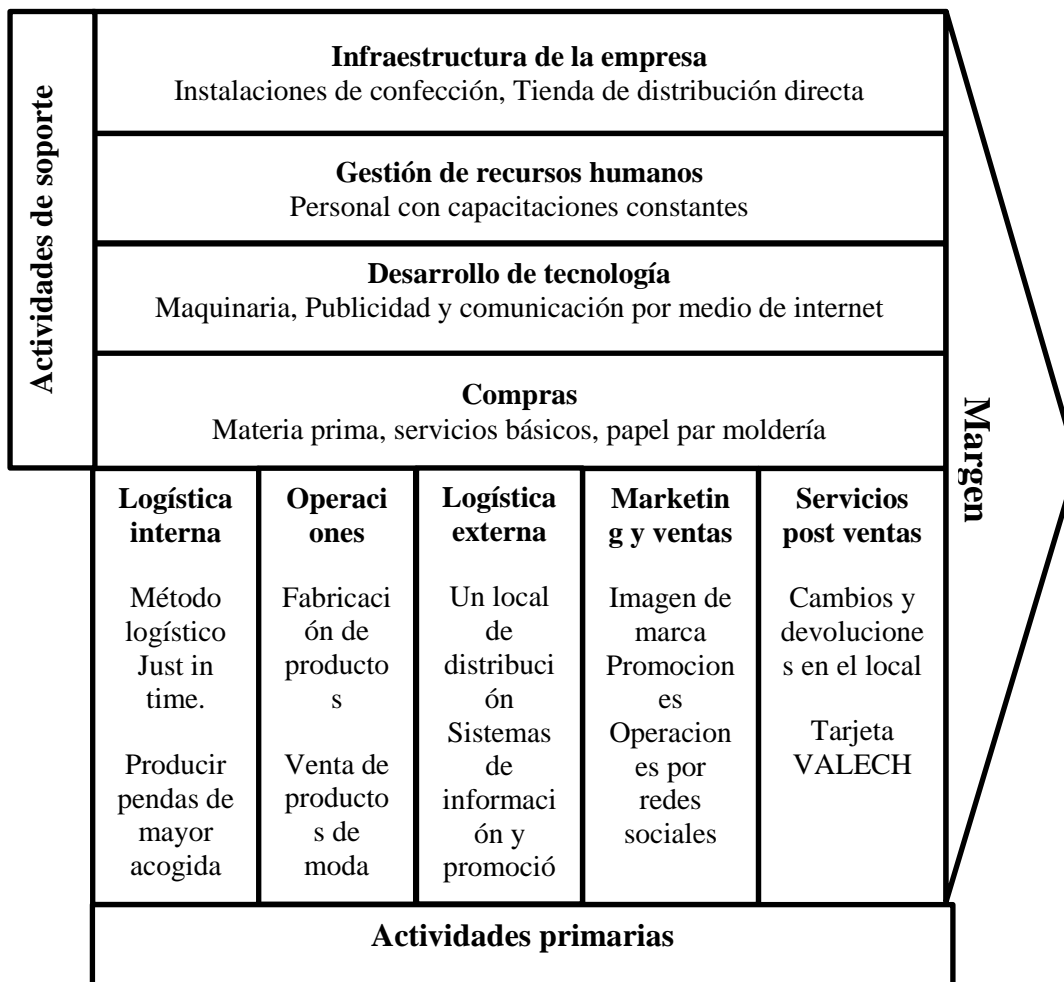 Actividades de soporte
Infraestructura de la empresa
Instalaciones de confección, Tienda de distribución directa
Gestión de recursos humanos
Personal con capacitaciones constantes
Desarrollo de tecnología
Maquinaria, Publicidad y comunicación por medio de internet
Compras
Materia prima, servicios básicos, papel par moldería
Logística
interna
Método
logístico
Just in
time.
Producir
pendas de
mayor
acogida
Operaci
ones
Fabricaci
ón de
producto
s
Venta de
producto
s de
moda
Logística
externa
Un local
de
distribuci
ón
Sistemas
de
informaci
ón y
promoció
Marketin
g y ventas
Imagen de
marca
Promocion
es
Operacion
es por
redes
sociales
Servicios
post ventas
Cambios y
devolucione
s en el local
Tarjeta
VALECH
Margen
Actividades primarias